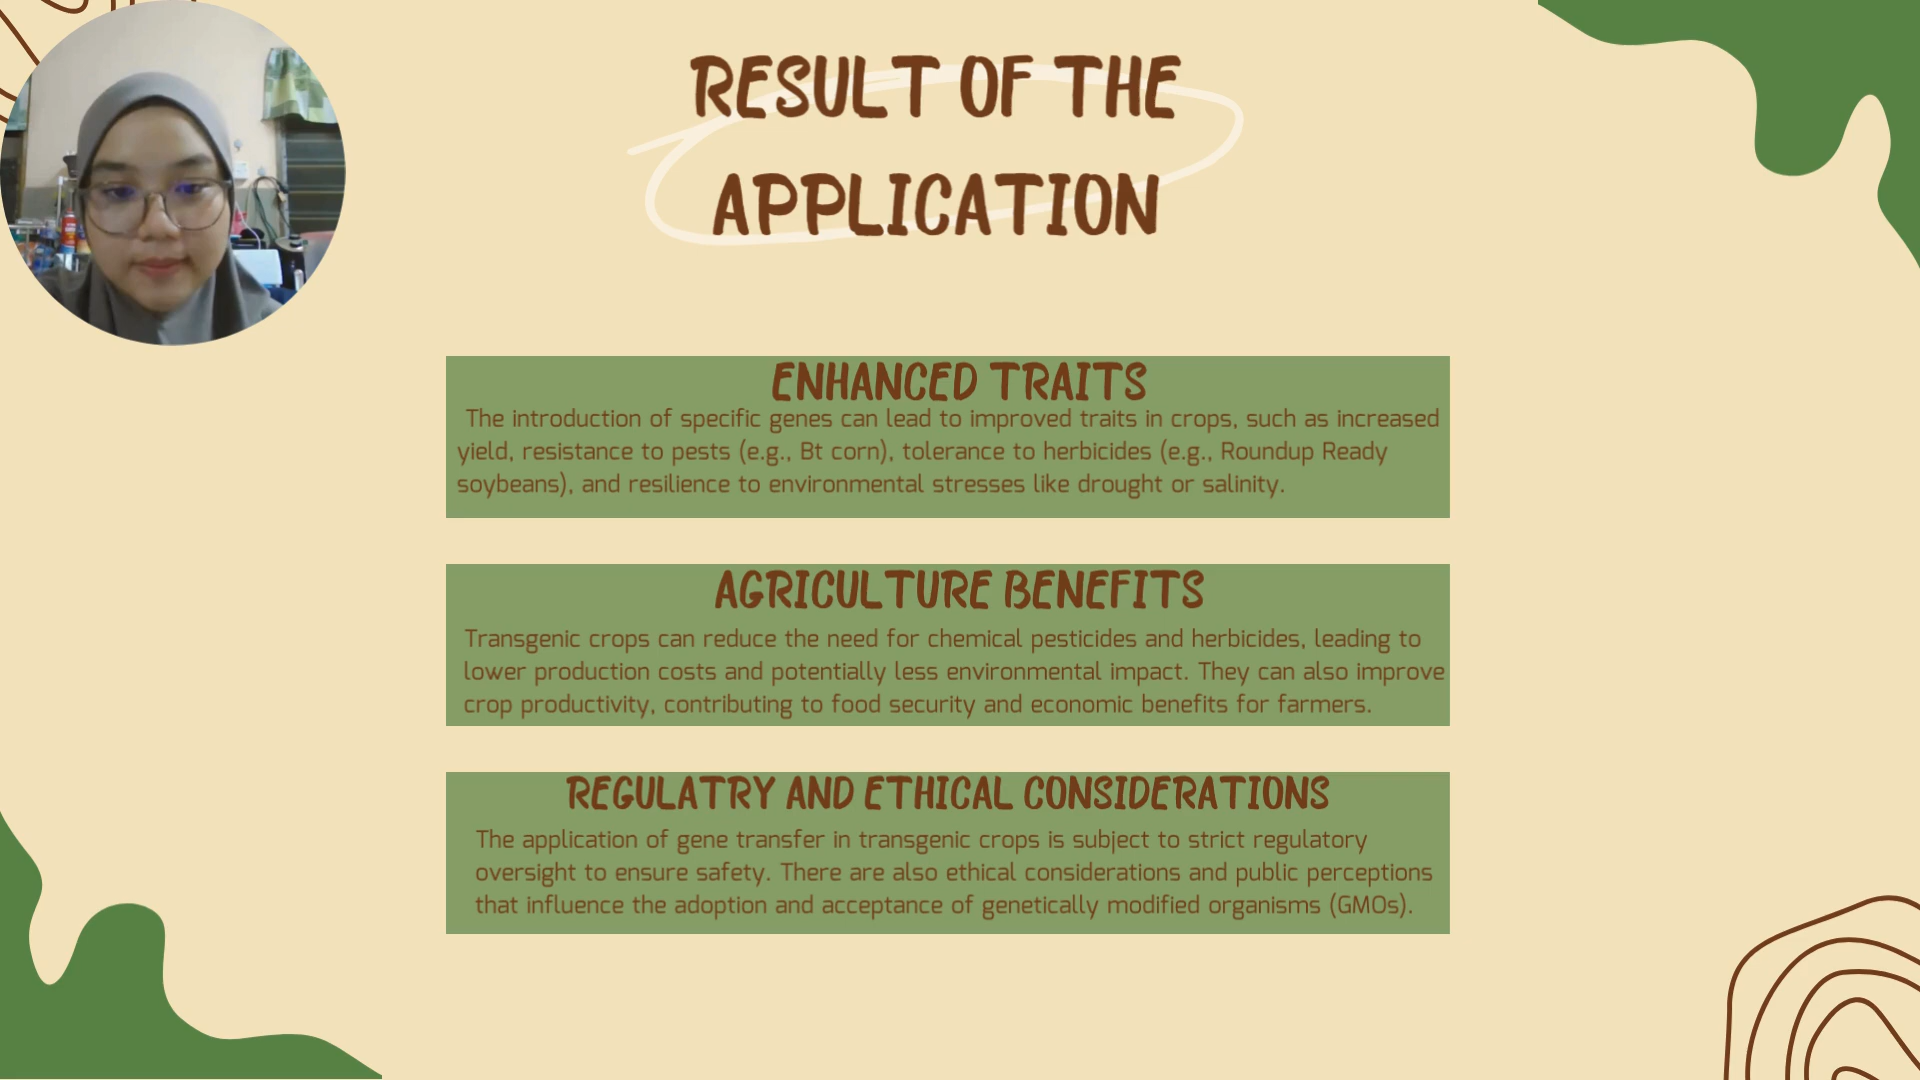 RESULT OF THE
APPLICATION
ENHANCED TRAITS
The introduction of specific genes can lead to improved traits in crops, such as increased
yield, resistance to pests (e.g., Bt corn), tolerance to herbicides (e.g., Roundup Ready
soybeans), and resilience to environmental stresses like drought or salinity.
AGRICULTURE BENEFITS
Transgenic crops can reduce the need for chemical pesticides and herbicides, leading to
lower production costs and potentially less environmental impact. They can also improve
crop productivity, contributing to food security and economic benefits for farmers.
REGULATRY AND ETHICAL CONSIDERATIONS
The application of gene transfer in transgenic crops is subject to strict regulatory
oversight to ensure safety. There are also ethical considerations and public perceptions
that influence the adoption and acceptance of genetically modified organisms (GMOs).